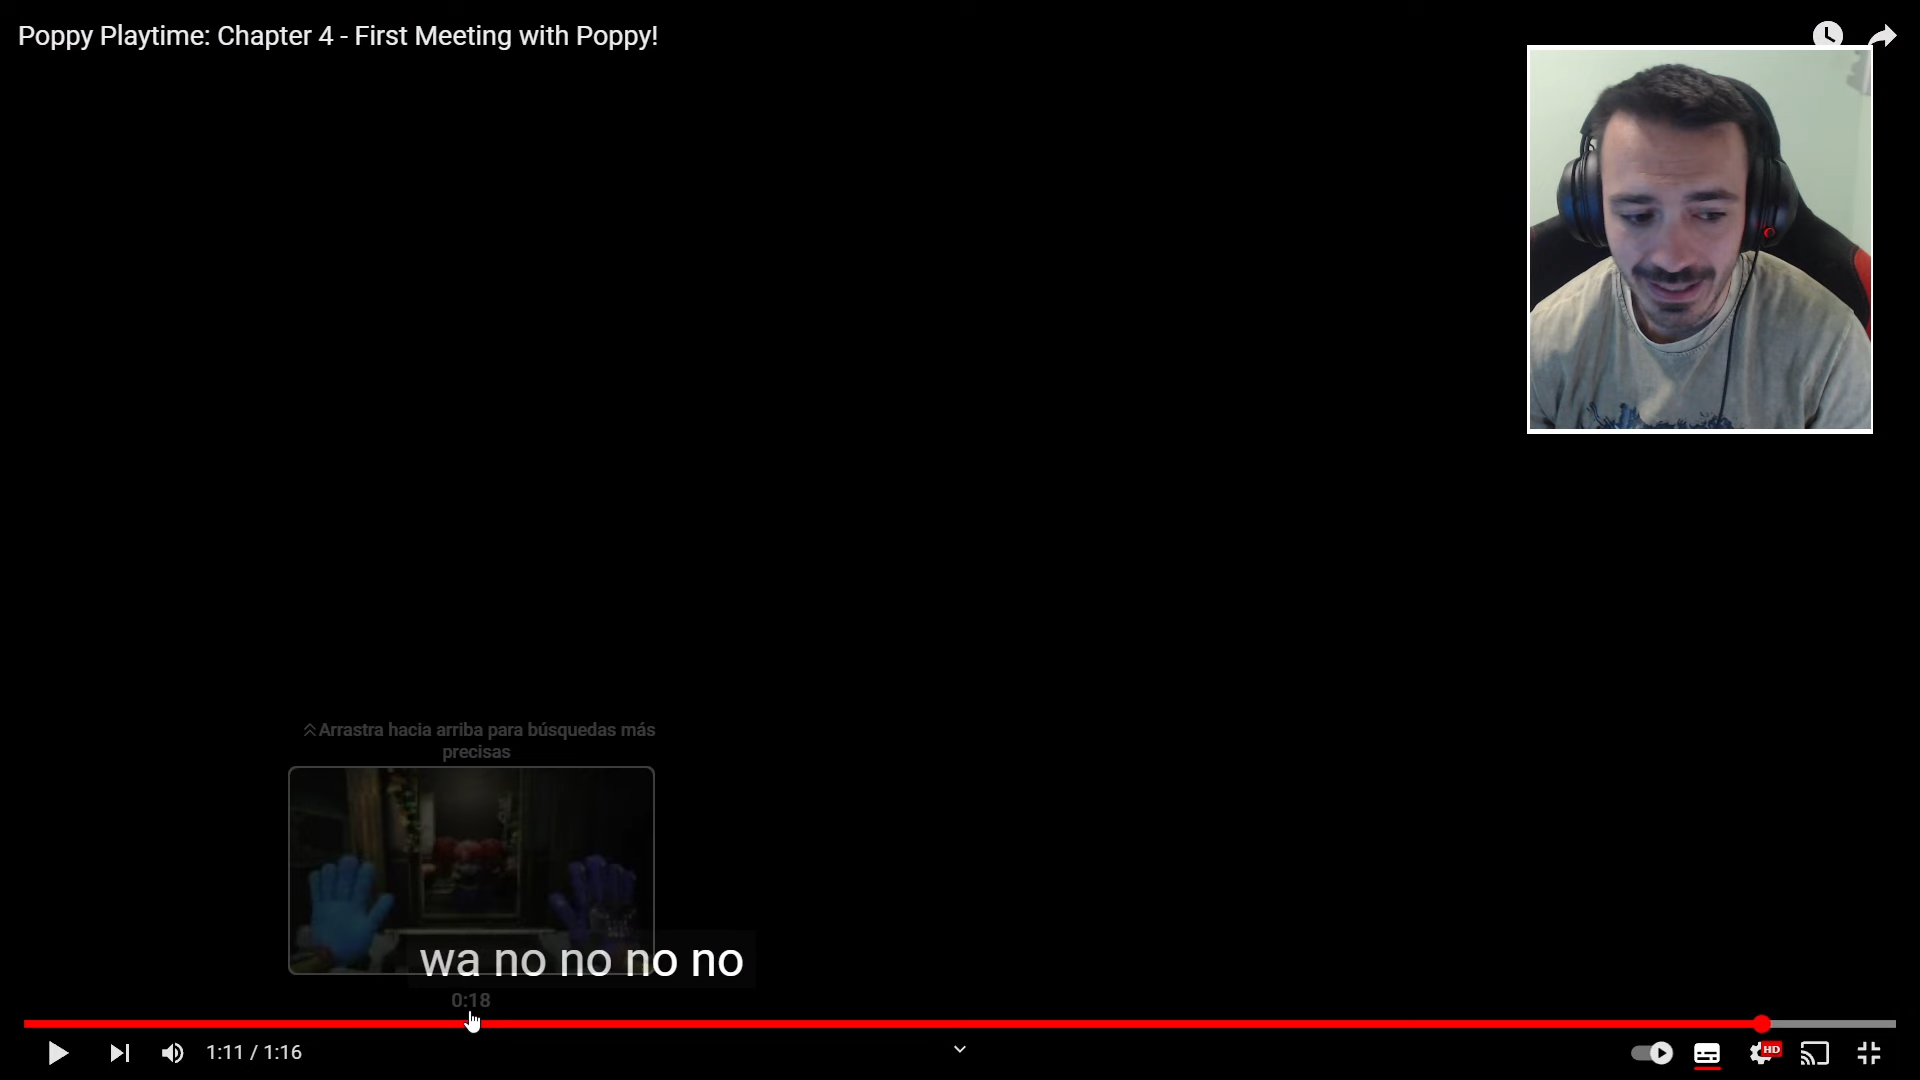 Poppy Playtime: Chapter 4 - First Meeting with Poppy!
Arrastra hacia arriba para búsquedas más
precisas
wa no no no no
0:18
1:11 / 1:16
HD